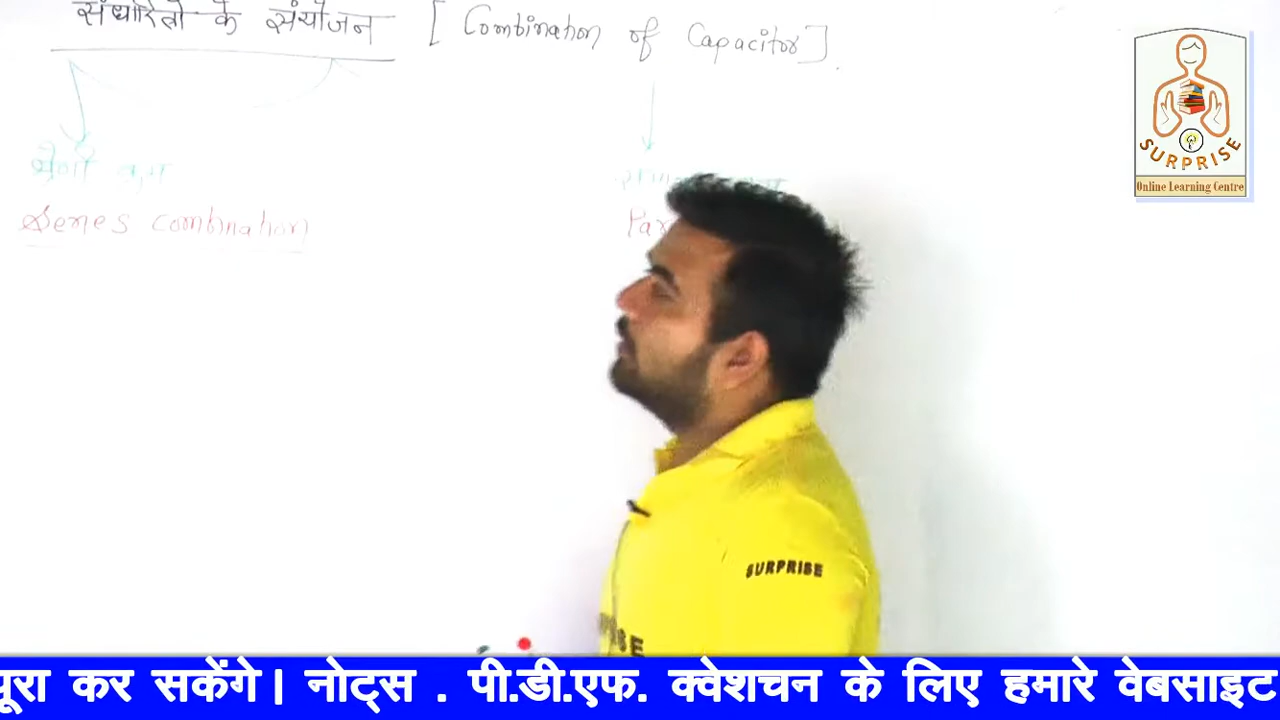 संधारित्रों के संयोजन [Combination of Capacitor].
श्रेणी क्रम
Series combination
SURPRISE
Online Learning Centre
SURPRISE
पूरा कर सकेंगे। नोट्स . पी.डी.एफ. क्वेशचन के लिए हमारे वेबसाइट